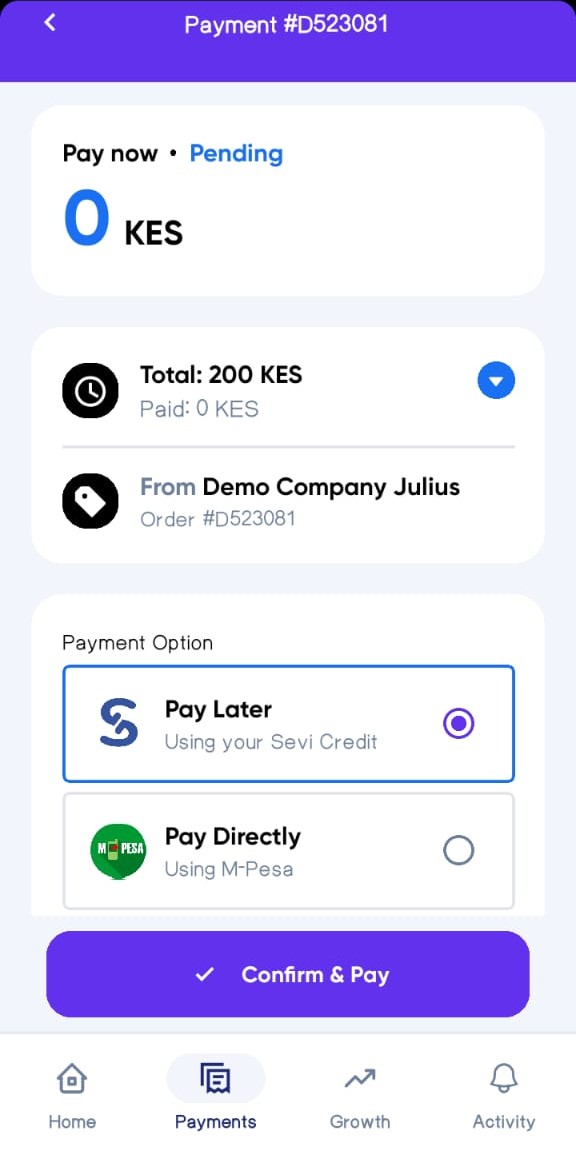 Payment #D523081
Pay now • Pending
0 KES
Total: 200 KES
Paid: 0 KES
From Demo Company Julius
Order #D523081
Payment Option
Pay Later
Using your Sevi Credit
M PESA
Pay Directly
Using M-Pesa
Confirm & Pay
Home
Payments
Growth
Activity